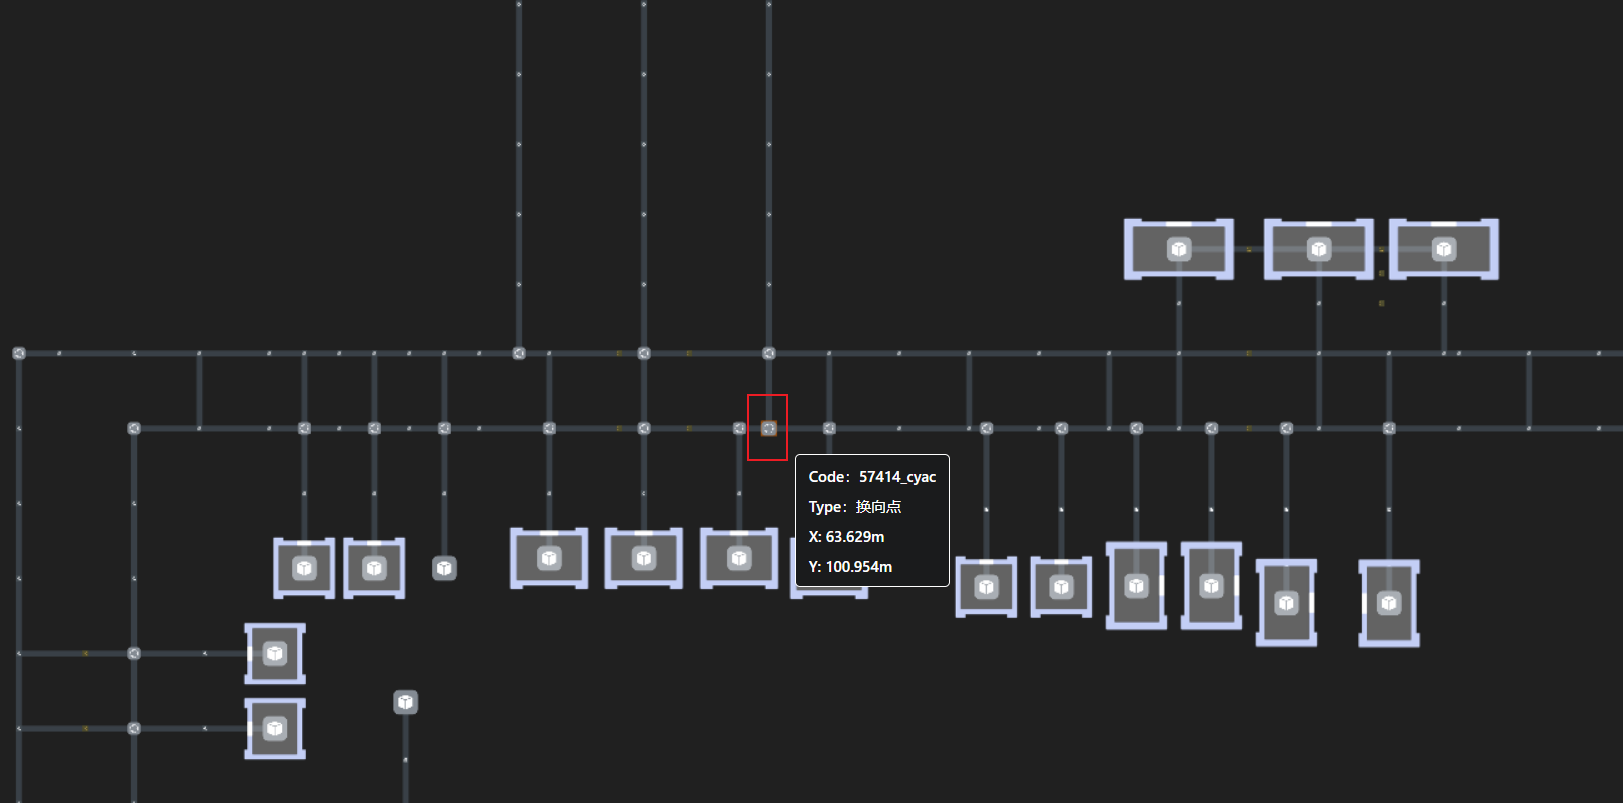 Code：57414_cyac
Type：换向点
X: 63.629m
Y: 100.954m